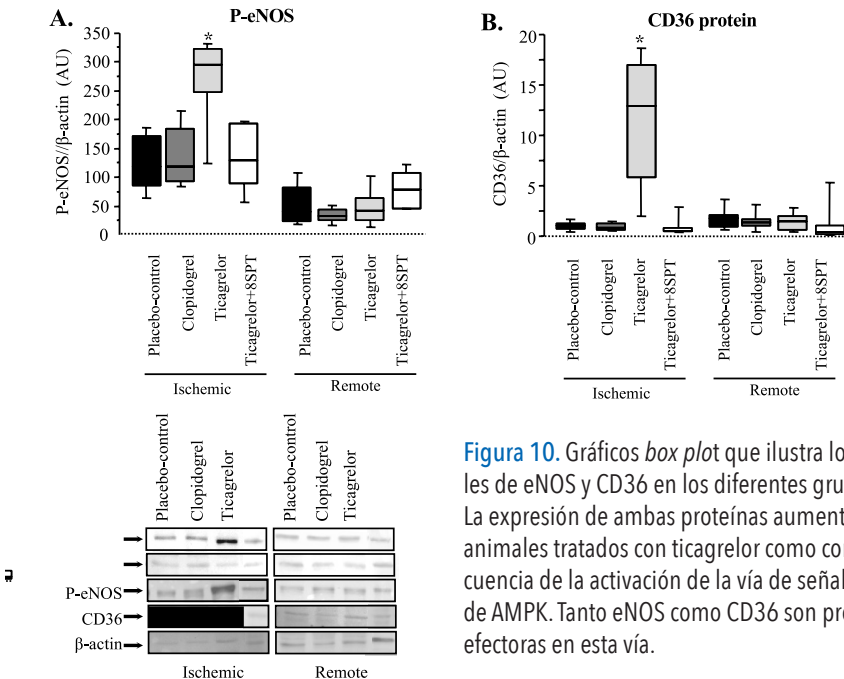 A. P-eNOS
P-eNOS//β-actin (AU)
350
300
250
200
150
100
50
0
*
Placebo-control
Clopidogrel
Ticagrelor
Ticagrelor+8SPT
Placebo-control
Clopidogrel
Ticagrelor
Ticagrelor+8SPT
Ischemic
Remote
B. CD36 protein
CD36/β-actin (AU)
20
15
10
5
0
*
Placebo-control
Clopidogrel
Ticagrelor
Ticagrelor+8SPT
Placebo-control
Clopidogrel
Ticagrelor
Ticagrelor+8SPT
Ischemic
Remote
Placebo-control
Clopidogrel
Ticagrelor
Placebo-control
Clopidogrel
Ticagrelor
P-eNOS
CD36
β-actin
Ischemic
Remote
Figura 10. Gráficos box plot que ilustra lo
les de eNOS y CD36 en los diferentes gru
La expresión de ambas proteínas aument
animales tratados con ticagrelor como co
cuencia de la activación de la vía de señal
de AMPK. Tanto eNOS como CD36 son pr
efectoras en esta vía.